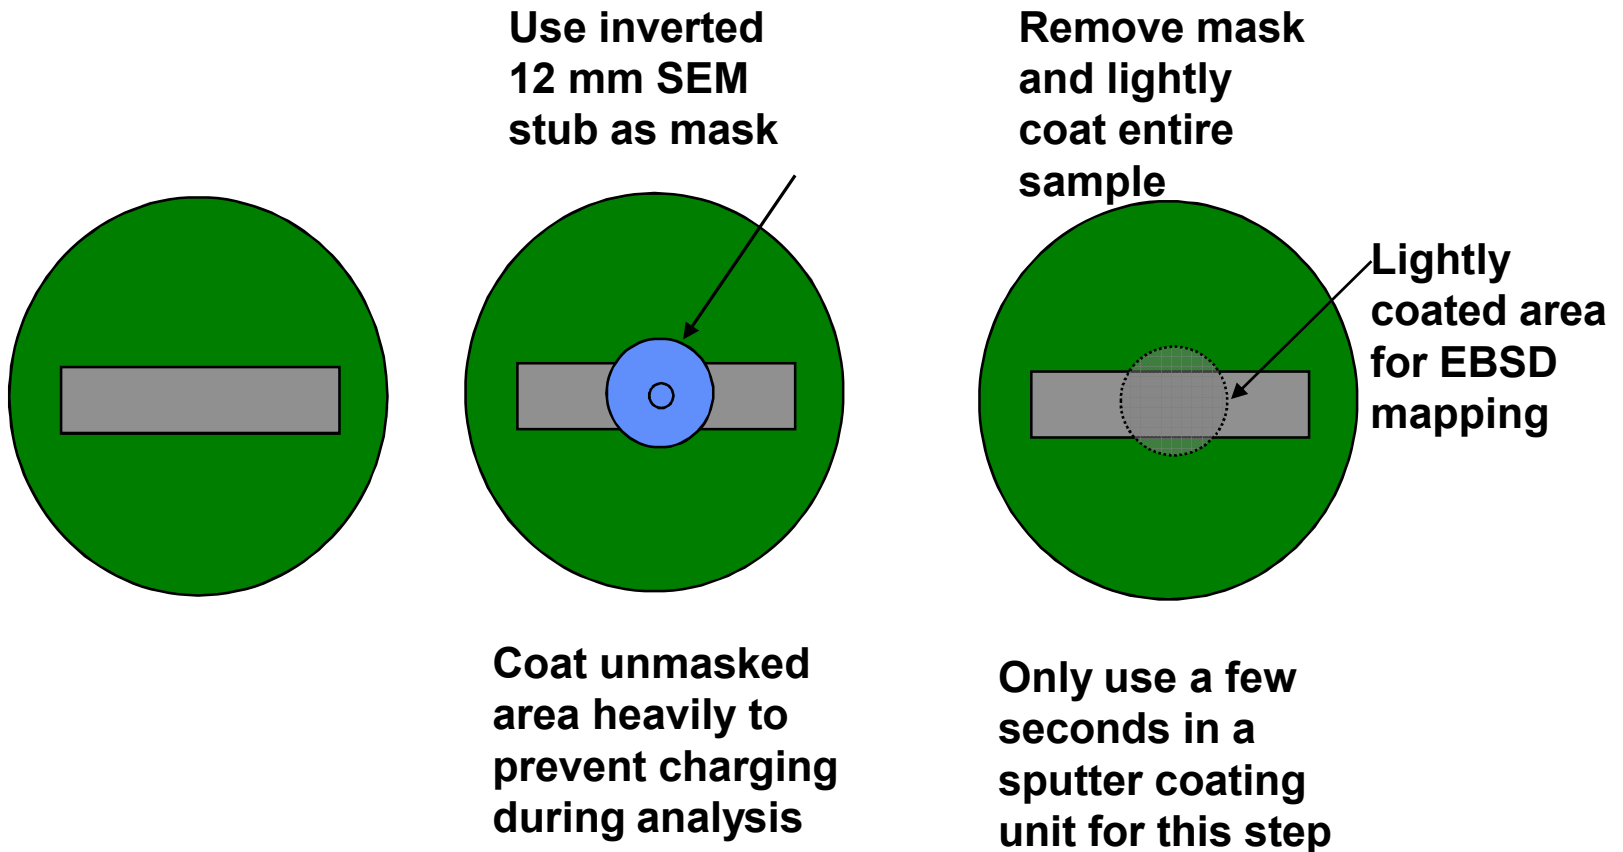 Use inverted
12 mm SEM
stub as mask
Remove mask
and lightly
coat entire
sample
Lightly
coated area
for EBSD
mapping
Coat unmasked
area heavily to
prevent charging
during analysis
Only use a few
seconds in a
sputter coating
unit for this step